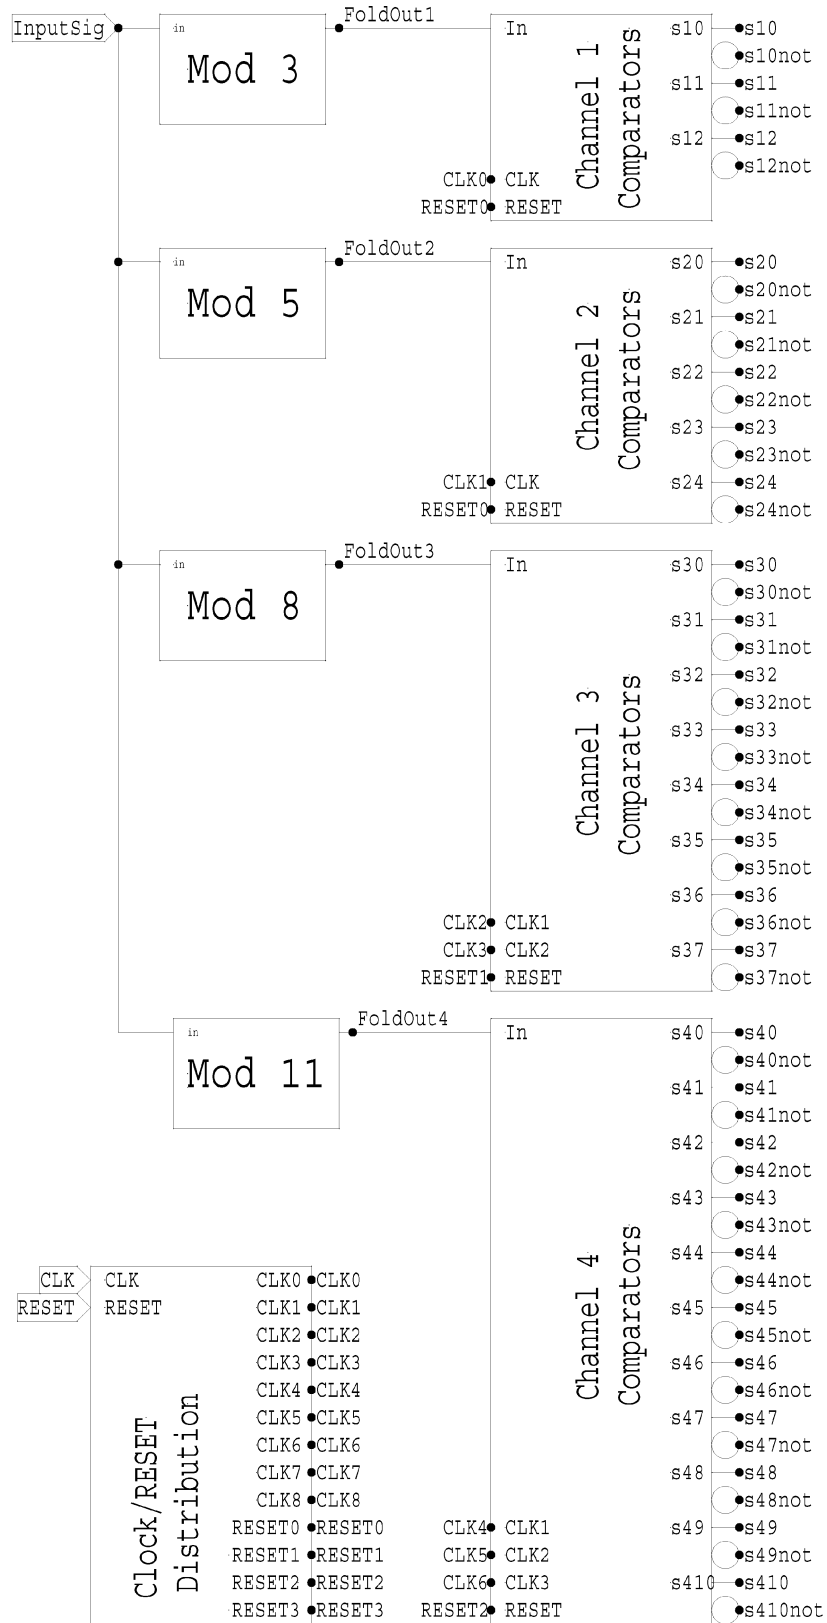 InputSig
in
Mod 3
FoldOut1
In
Channel 1
Comparators
CLK0 CLK
RESET0 RESET
s10 s10
s10not
s11 s11
s11not
s12 s12
s12not
in
Mod 5
FoldOut2
In
Channel 2
Comparators
CLK1 CLK
RESET0 RESET
s20 s20
s20not
s21 s21
s21not
s22 s22
s22not
s23 s23
s23not
s24 s24
s24not
in
Mod 8
FoldOut3
In
Channel 3
Comparators
CLK2 CLK1
CLK3 CLK2
RESET1 RESET
s30 s30
s30not
s31 s31
s31not
s32 s32
s32not
s33 s33
s33not
s34 s34
s34not
s35 s35
s35not
s36 s36
s36not
s37 s37
s37not
in
Mod 11
FoldOut4
In
Channel 4
Comparators
CLK4 CLK1
CLK5 CLK2
CLK6 CLK3
RESET2 RESET
s40 s40
s40not
s41 s41
s41not
s42 s42
s42not
s43 s43
s43not
s44 s44
s44not
s45 s45
s45not
s46 s46
s46not
s47 s47
s47not
s48 s48
s48not
s49 s49
s49not
s410 s410
s410not
CLK CLK
RESET RESET
Clock/RESET
Distribution
CLK0 CLK0
CLK1 CLK1
CLK2 CLK2
CLK3 CLK3
CLK4 CLK4
CLK5 CLK5
CLK6 CLK6
CLK7 CLK7
CLK8 CLK8
RESET0 RESET0
RESET1 RESET1
RESET2 RESET2
RESET3 RESET3